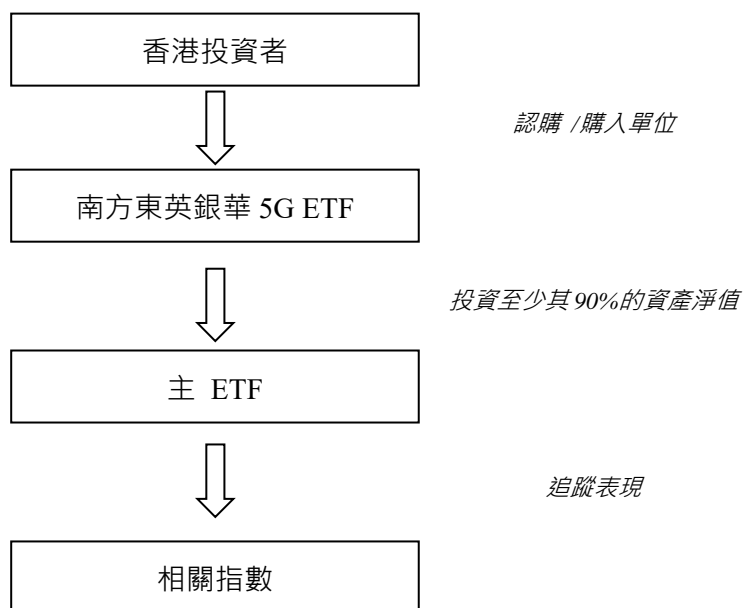 香港投資者
認購 /購入單位
南方東英銀華 5G ETF
投資至少其 90%的資產淨值
主 ETF
追蹤表現
相關指數